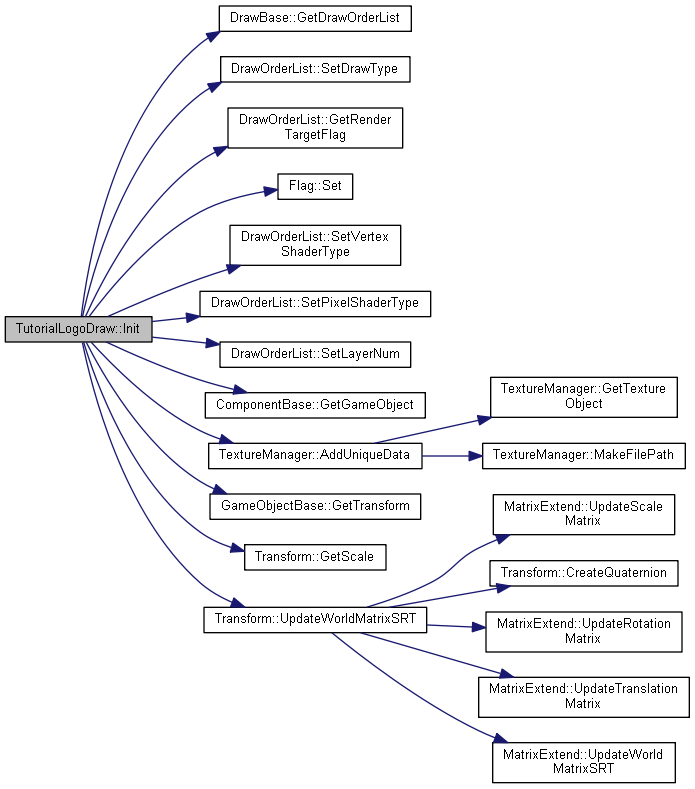 DrawBase::GetDrawOrderList
DrawOrderList::SetDrawType
DrawOrderList::GetRender
TargetFlag
Flag::Set
DrawOrderList::SetVertex
ShaderType
DrawOrderList::SetPixelShaderType
TutorialLogoDraw::Init
DrawOrderList::SetLayerNum
ComponentBase::GetGameObject
TextureManager::GetTexture
Object
TextureManager::AddUniqueData
TextureManager::MakeFilePath
GameObjectBase::GetTransform
MatrixExtend::UpdateScale
Matrix
Transform::GetScale
Transform::CreateQuaternion
Transform::UpdateWorldMatrixSRT
MatrixExtend::UpdateRotation
Matrix
MatrixExtend::UpdateTranslation
Matrix
MatrixExtend::UpdateWorld
MatrixSRT